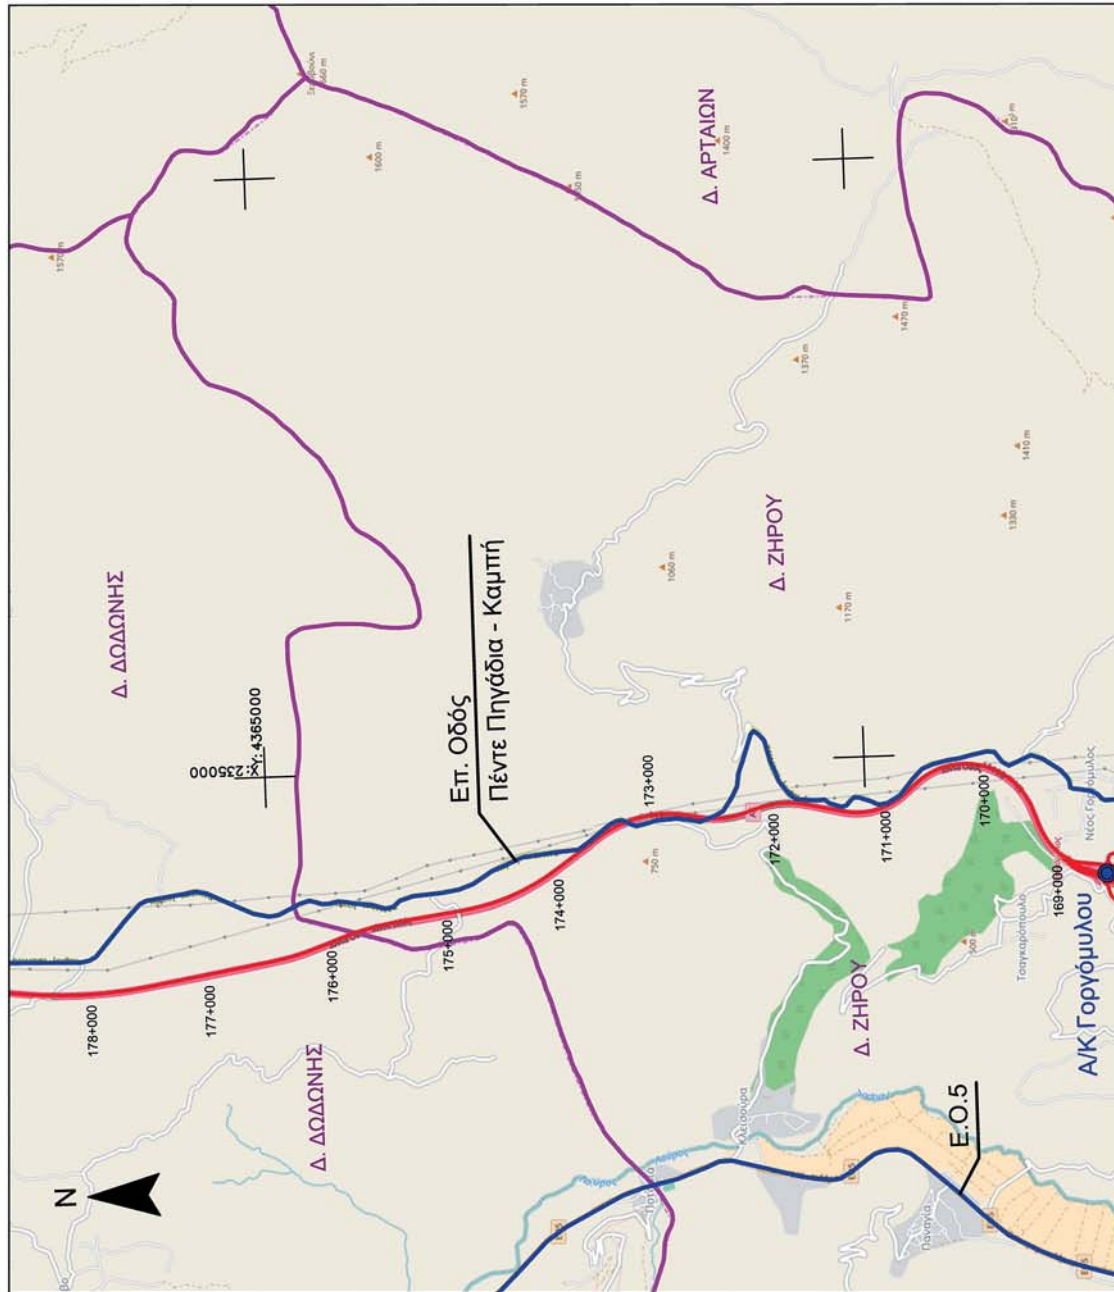 1570 m
660 m
1570 m
1600 m
1400 m
Δ. ΑΡΤΑΙΩΝ
1470 m
1370 m
1410 m
1330 m
Δ. ΔΩΔΩΝΗΣ
Δ. ΖΗΡΟΥ
1060 m
1170 m
X:235000
Y:4365000
Επ. Οδός
Πέντε Πηγάδια - Καμπή
173+000
750 m
172+000
171+000
170+000
Νέος Γοργόμυλος
174+000
169+000
175+000
176+000
177+000
178+000
500 m
Τσαγκαρόπουλο
Α/Κ Γοργόμυλου
Δ. ΔΩΔΩΝΗΣ
Δ. ΖΗΡΟΥ
Κλεισούρα
Λούρος
Ε.Ο.5
Παναγιά
N